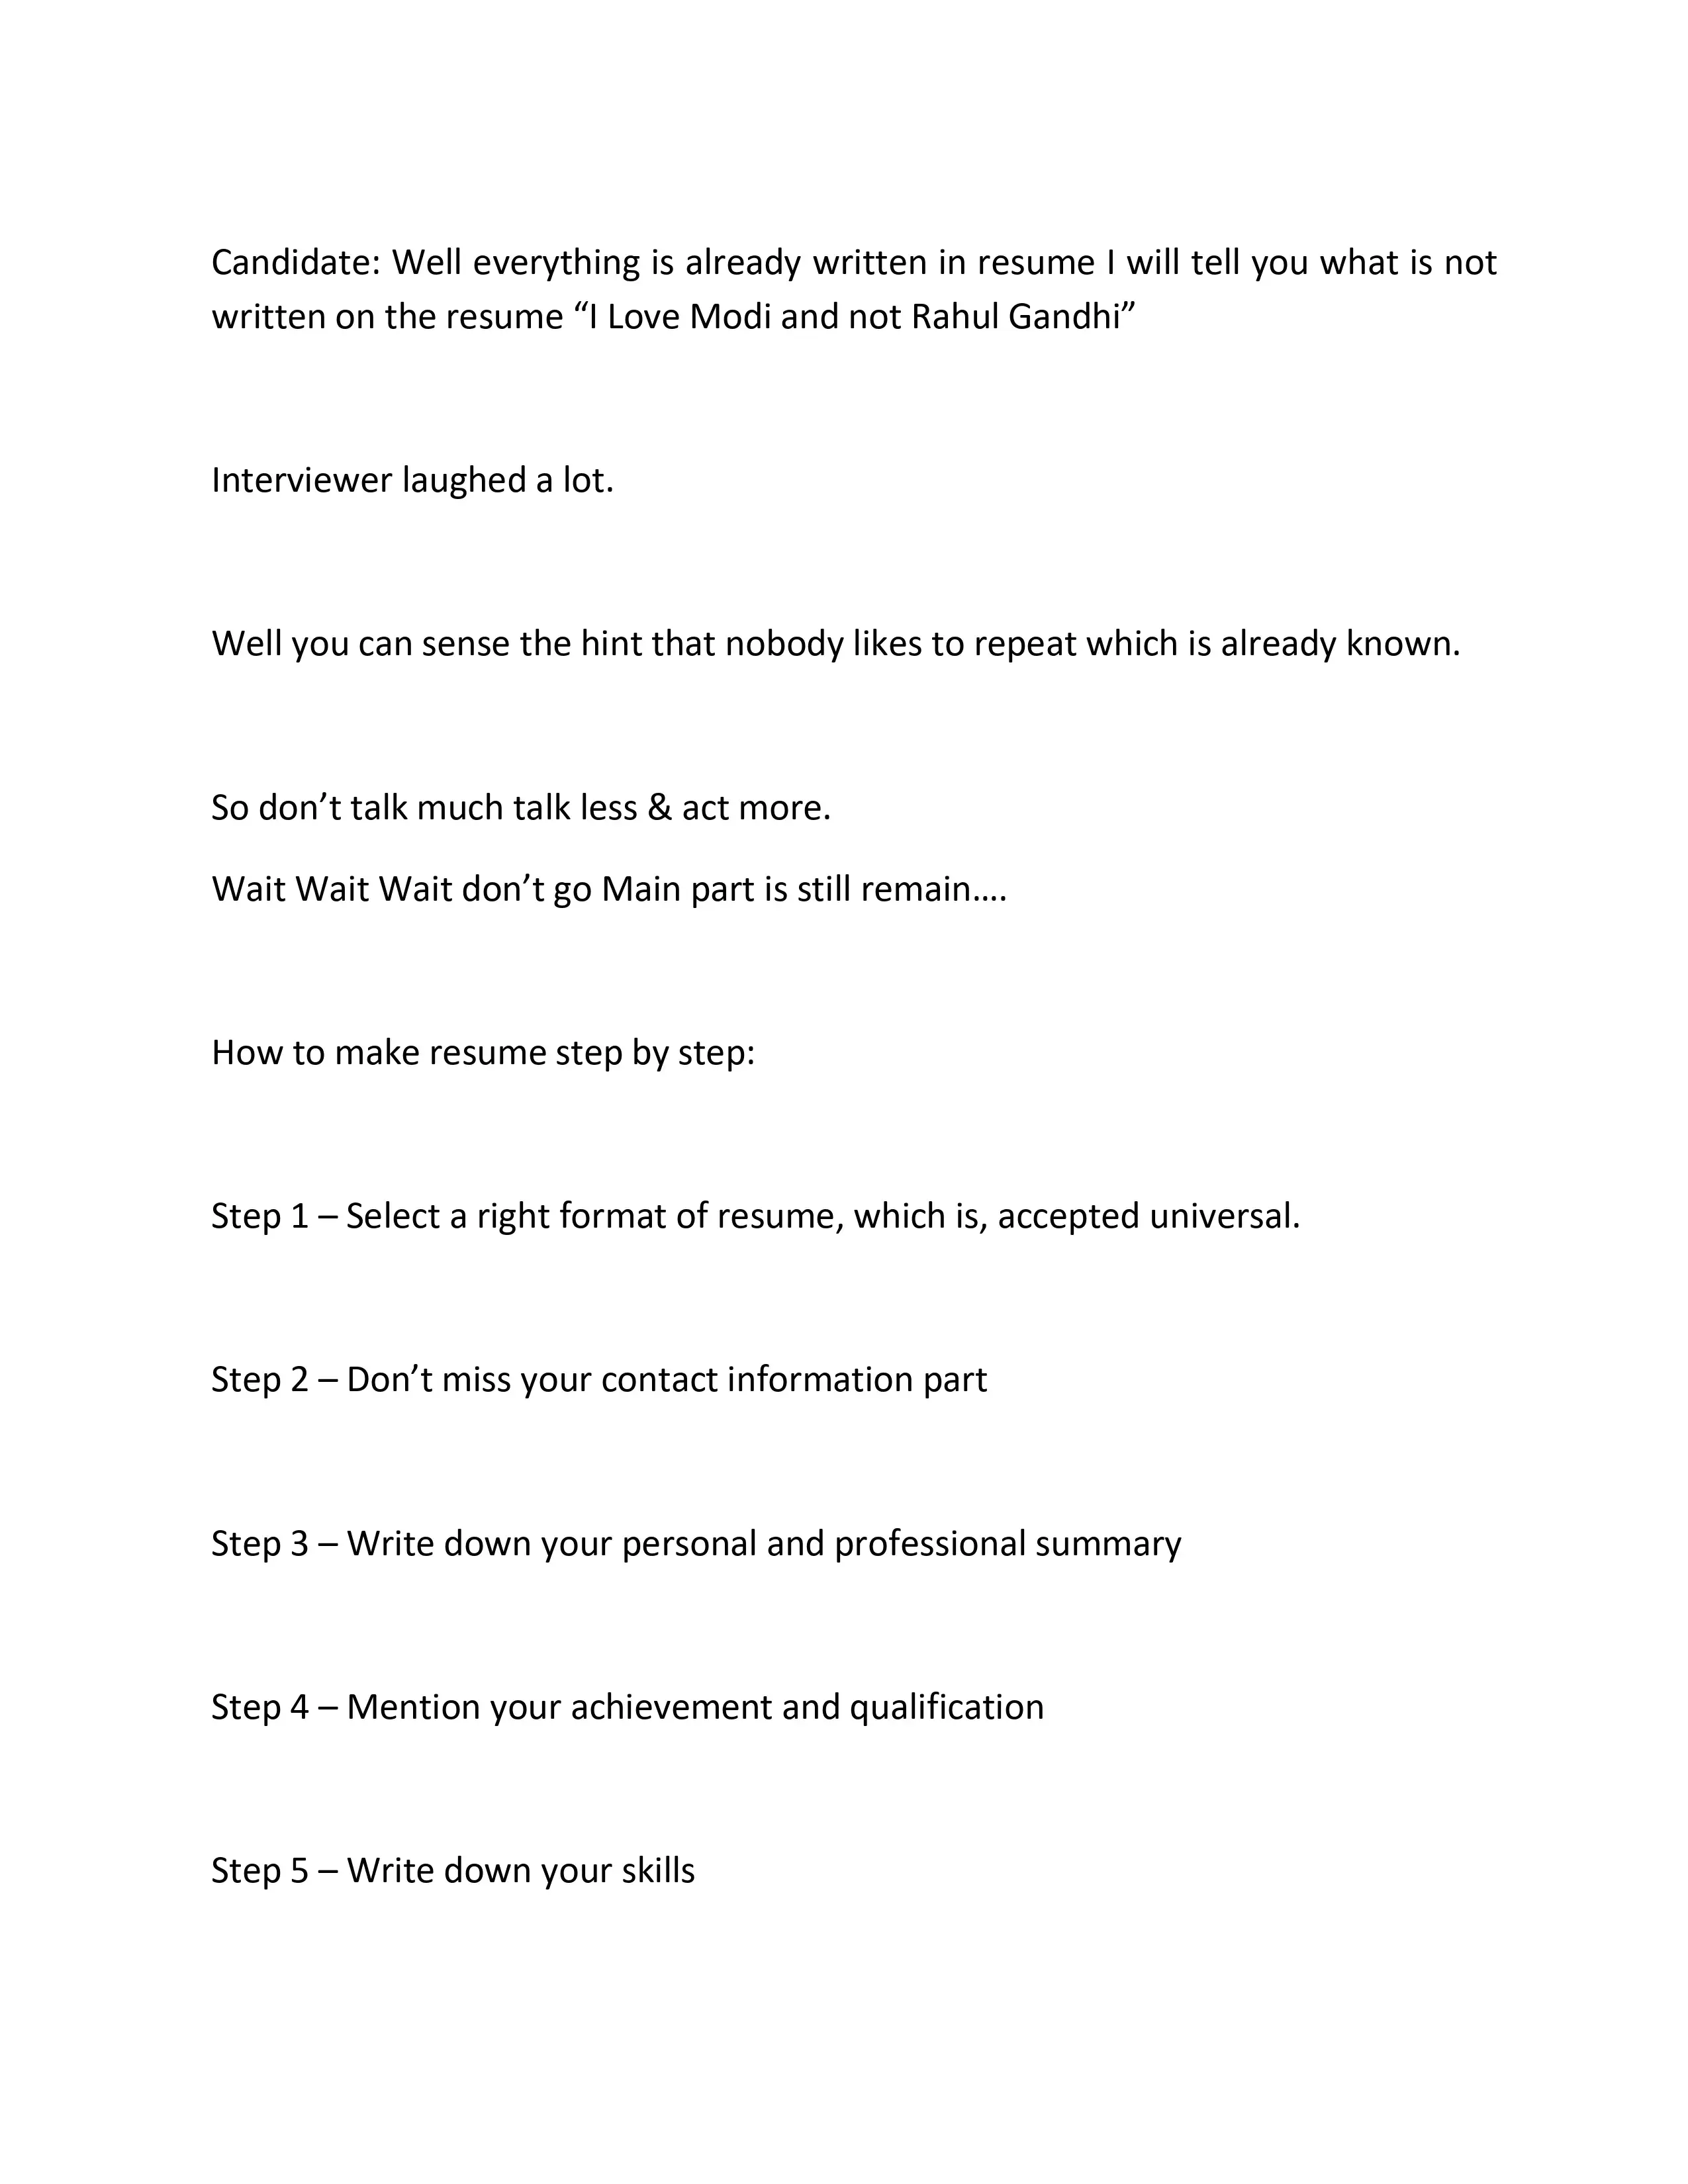 Candidate: Well everything is already written in resume I will tell you what is not
written on the resume “I Love Modi and not Rahul Gandhi”
Interviewer laughed a lot.
Well you can sense the hint that nobody likes to repeat which is already known.
So don’t talk much talk less & act more.
Wait Wait Wait don’t go Main part is still remain….
How to make resume step by step:
Step 1 – Select a right format of resume, which is, accepted universal.
Step 2 – Don’t miss your contact information part
Step 3 – Write down your personal and professional summary
Step 4 – Mention your achievement and qualification
Step 5 – Write down your skills